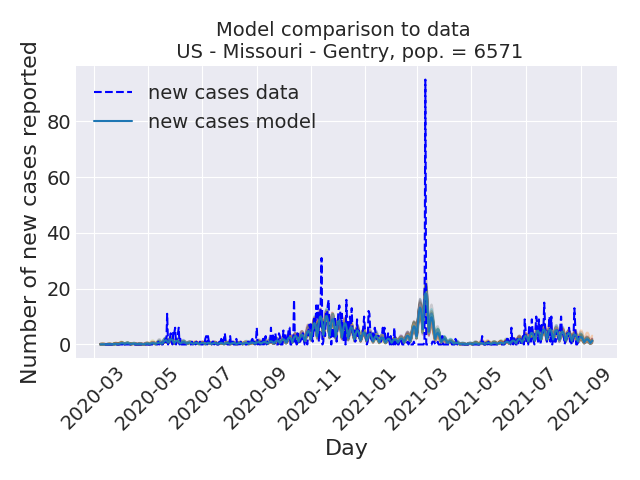 Model comparison to data
US - Missouri - Gentry, pop. = 6571
Number of new cases reported
new cases data
new cases model
80
60
40
20
0
2020-03
2020-05
2020-07
2020-09
2020-11
2021-01
2021-03
2021-05
2021-07
2021-09
Day